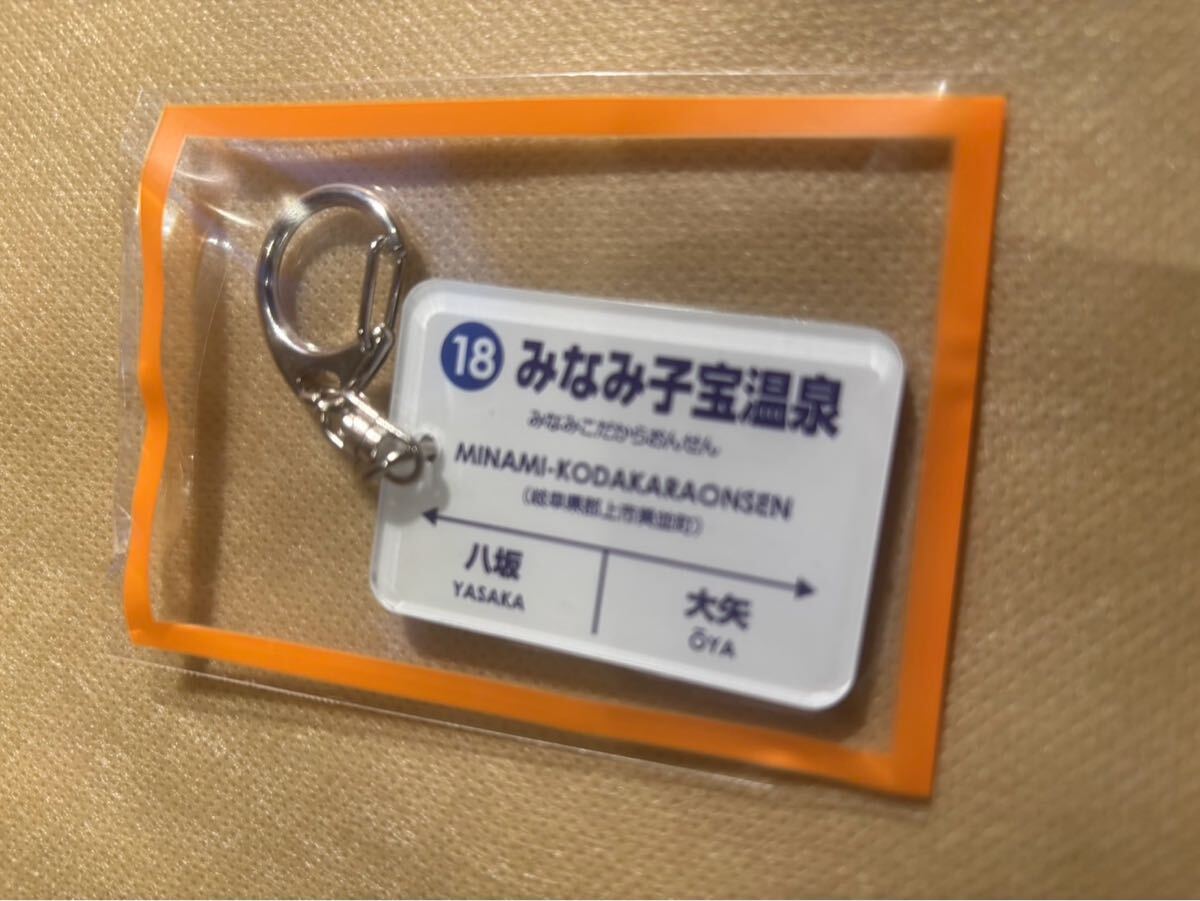 18 みなみ子宝温泉
みなみこだからおんせん
MINAMI-KODAKARAONSEN
（岐阜県郡上市美並町）
八坂
YASAKA
大矢
ŌYA